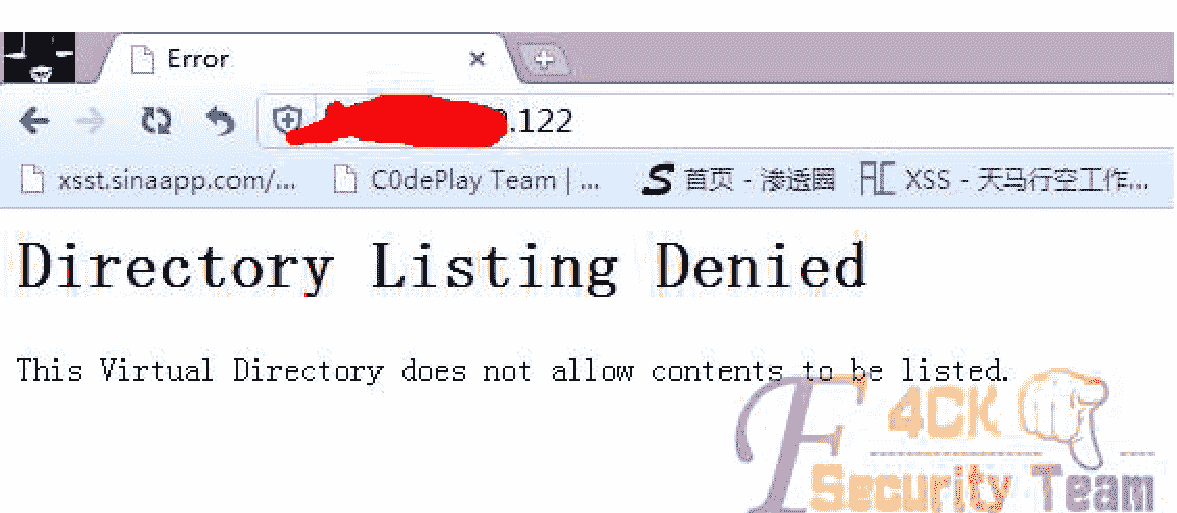 Error
.122
xsst.sinaapp.com/...
C0dePlay Team | ...
首页 - 渗透圈
XSS - 天马行空工作...
Directory Listing Denied
This Virtual Directory does not allow contents to be listed.
F4CK
Security Team